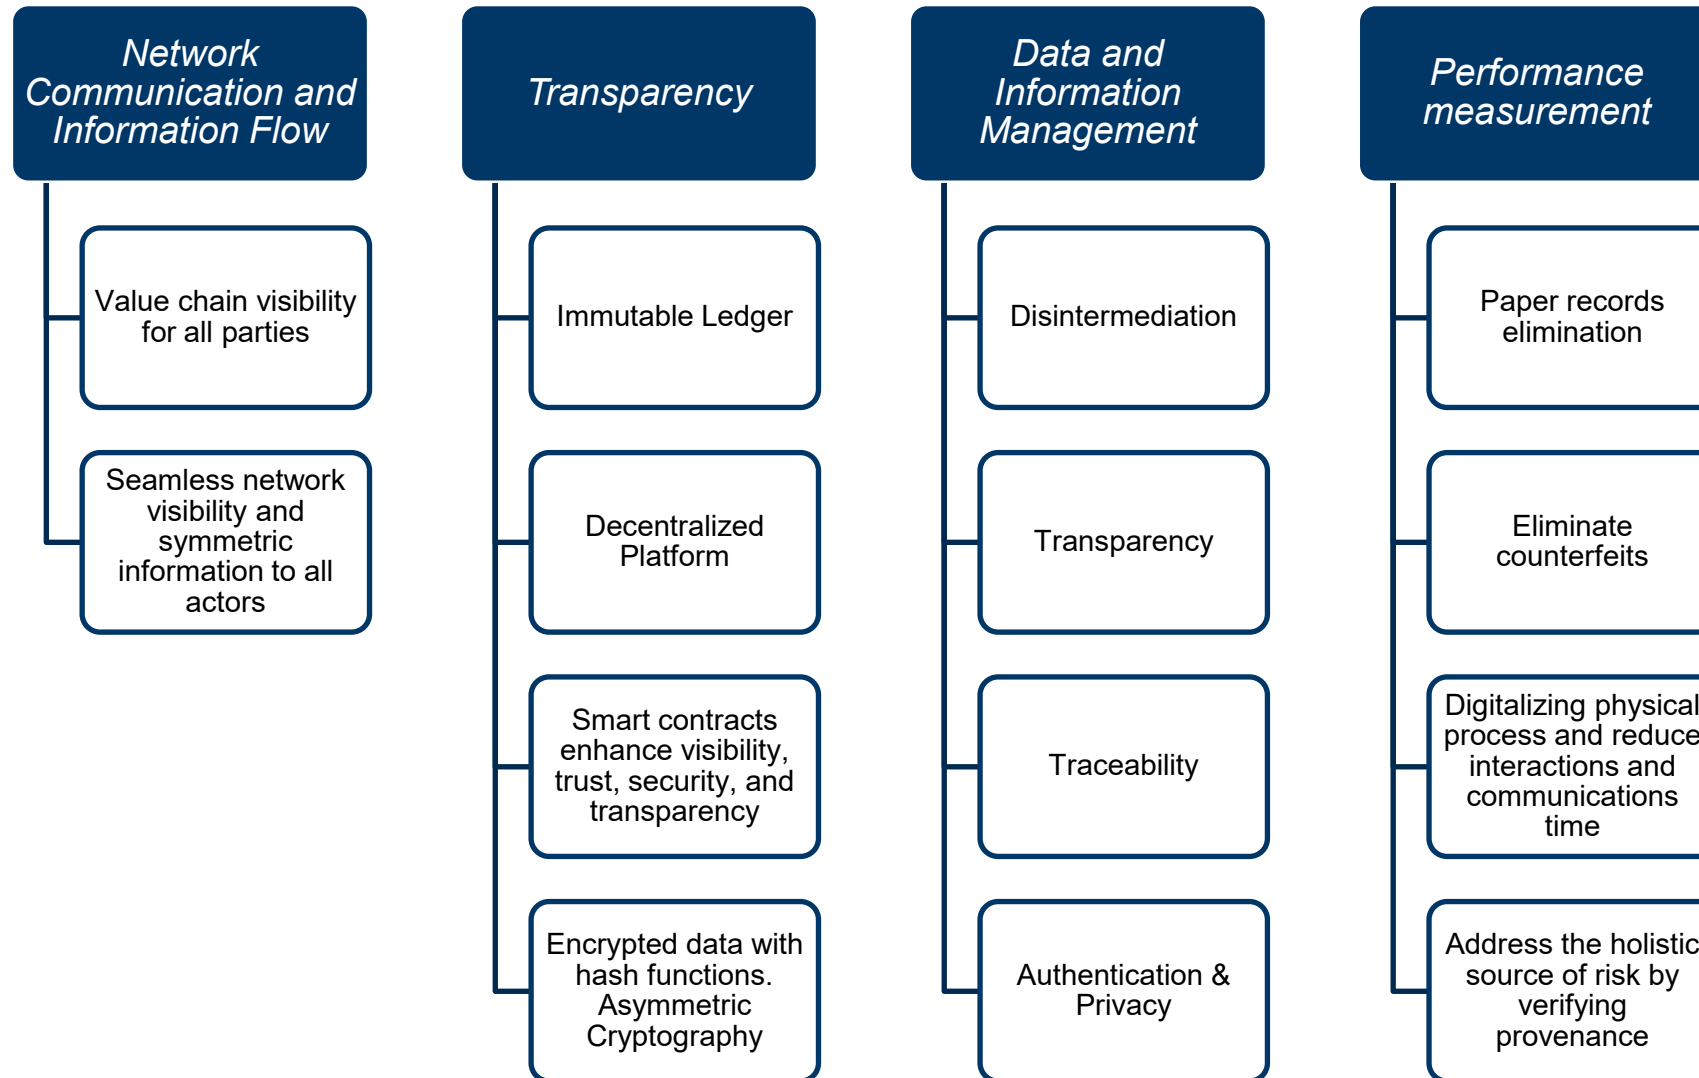 Network
Communication and
Information Flow
Value chain visibility
for all parties
Seamless network
visibility and
symmetric
information to all
actors
Transparency
Immutable Ledger
Decentralized
Platform
Smart contracts
enhance visibility,
trust, security, and
transparency
Encrypted data with
hash functions.
Asymmetric
Cryptography
Data and
Information
Management
Disintermediation
Transparency
Traceability
Authentication &
Privacy
Performance
measurement
Paper records
elimination
Eliminate
counterfeits
Digitalizing physical
process and reduce
interactions and
communications
time
Address the holistic
source of risk by
verifying
provenance